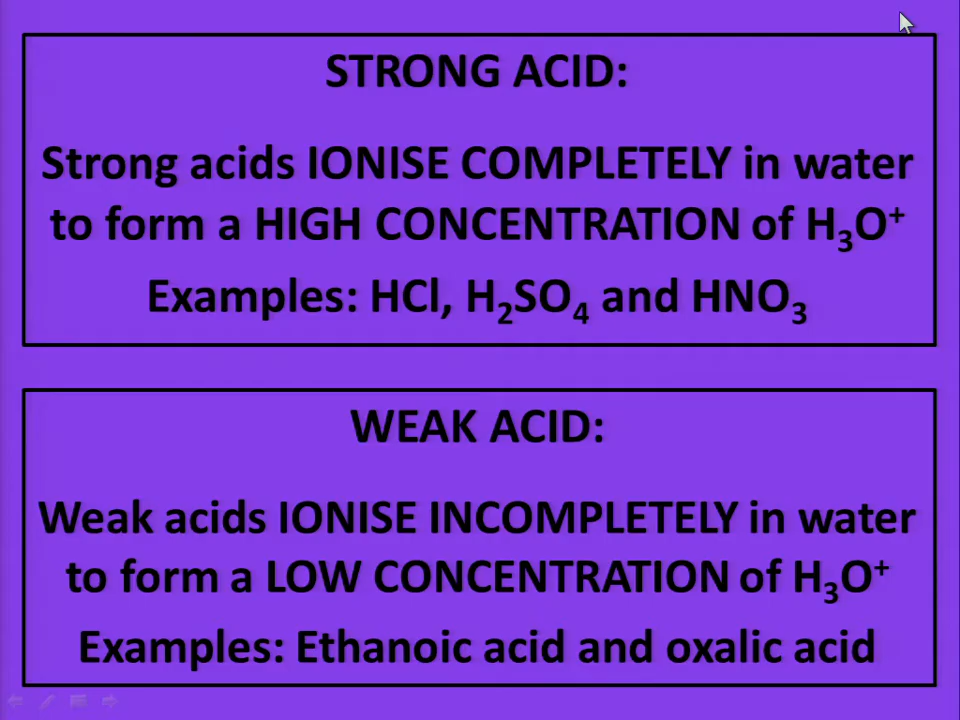 STRONG ACID:
Strong acids IONISE COMPLETELY in water
to form a HIGH CONCENTRATION of H₃O⁺
Examples: HCl, H₂SO₄ and HNO₃
WEAK ACID:
Weak acids IONISE INCOMPLETELY in water
to form a LOW CONCENTRATION of H₃O⁺
Examples: Ethanoic acid and oxalic acid